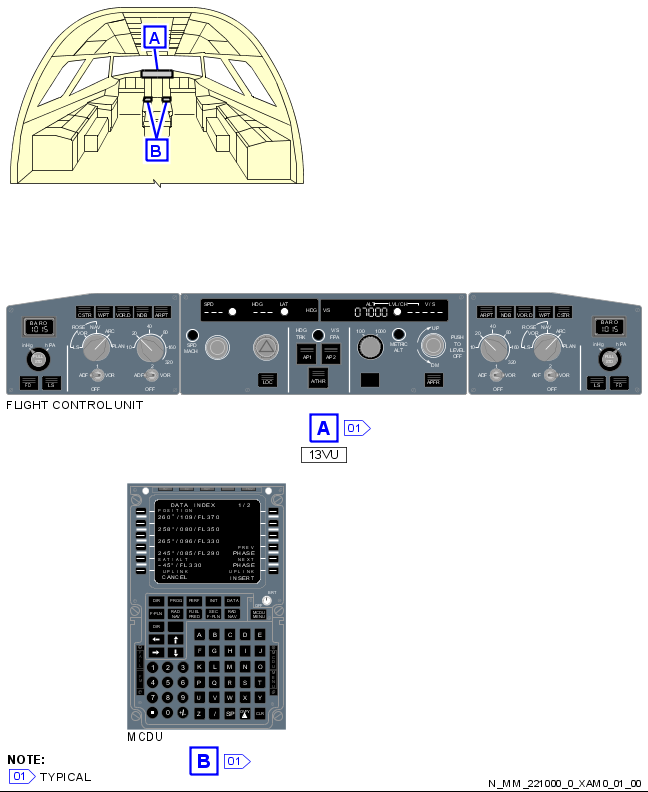 A
B
BARO
1015
inHg hPA
PULL
STD
FD LS
CSTR WPT VOR.D NDB ARPT
ROSE NAV
VOR ARC
PLAN
10 20 40 80 160 320
ADF 1 VOR
OFF
ADF 2 VOR
OFF
SPD HDG LAT
--- --- HDG V/S
SPD
MACH
LOC
HDG V/S
TRK FPA
AP1 AP2
A/THR
ALT LVL/CH V/S
07000 ----
100 1000
METRIC
ALT
UP
DN
PUSH
TO
LEVEL
OFF
APPR
ARPT NDB VOR.D WPT CSTR
10 20 40 80 160 320
ROSE NAV
VOR ARC
PLAN
ADF 1 VOR
OFF
ADF 2 VOR
OFF
BARO
1015
inHg hPA
PULL
STD
LS FD
FLIGHT CONTROL UNIT
A 01
13VU
DATA INDEX 1/2
POSITION
260°/109/FL370
258°/080/FL350
265°/096/FL330
PREV
245°/085/FL290 PHASE
SAT/ALT NEXT
-45°/FL330 PHASE
UPLINK UPLINK
CANCEL INSERT
DIR PROG PERF INIT DATA
BRT
F-PLN RAD NAV FUEL PRED SEC F-PLN RAD NAV MCDU MENU
DIR
← ↑
→ ↓
A B C D E
F G H I J
K L M N O
P Q R S T
U V W X Y
Z / SP CLR
1 2 3
4 5 6
7 8 9
. 0 +/-
MCDU
B 01
NOTE:
01 TYPICAL
N_MM_221000_0_XAM0_01_00